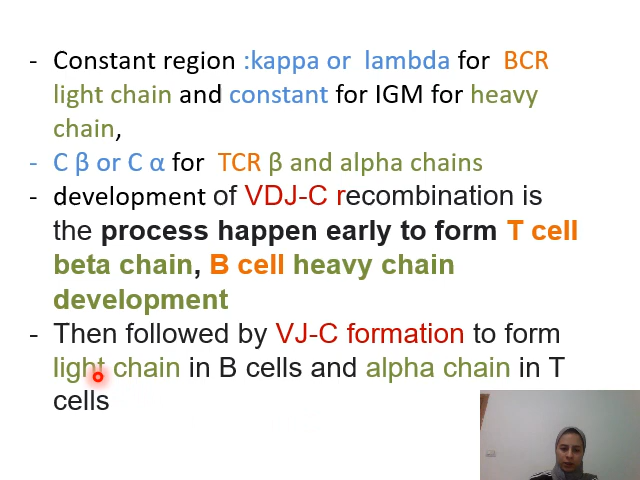 - Constant region :kappa or lambda for BCR
light chain and constant for IGM for heavy
chain,
- C β or C α for TCR β and alpha chains
- development of VDJ-C recombination is
the process happen early to form T cell
beta chain, B cell heavy chain
development
- Then followed by VJ-C formation to form
light chain in B cells and alpha chain in T
cells